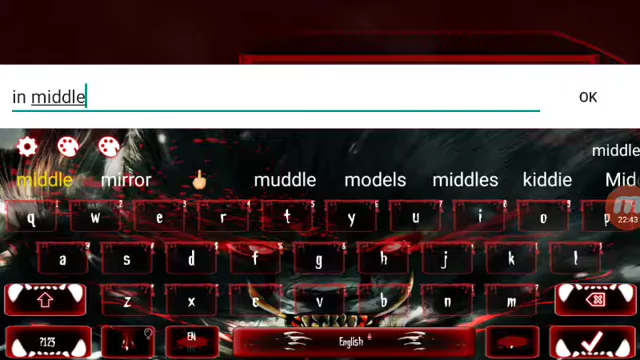 in middle
OK
middle
middle mirror 🖕 muddle models middles kiddie Mid
22:43
q w e r t y u i o p
a s d f g h j k l
z x c v b n m
?123 EN English .